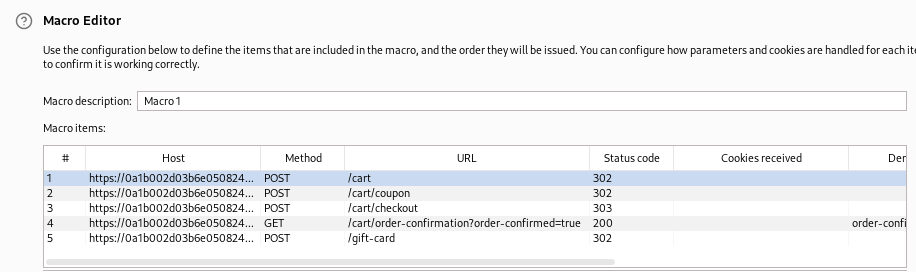 Macro Editor
Use the configuration below to define the items that are included in the macro, and the order they will be issued. You can configure how parameters and cookies are handled for each
to confirm it is working correctly.
Macro description: Macro 1
Macro items:
# Host Method URL Status code Cookies received Der
1 https://0a1b002d03b6e050824... POST /cart 302
2 https://0a1b002d03b6e050824... POST /cart/coupon 302
3 https://0a1b002d03b6e050824... POST /cart/checkout 303
4 https://0a1b002d03b6e050824... GET /cart/order-confirmation?order-confirmed=true 200 order-confi
5 https://0a1b002d03b6e050824... POST /gift-card 302